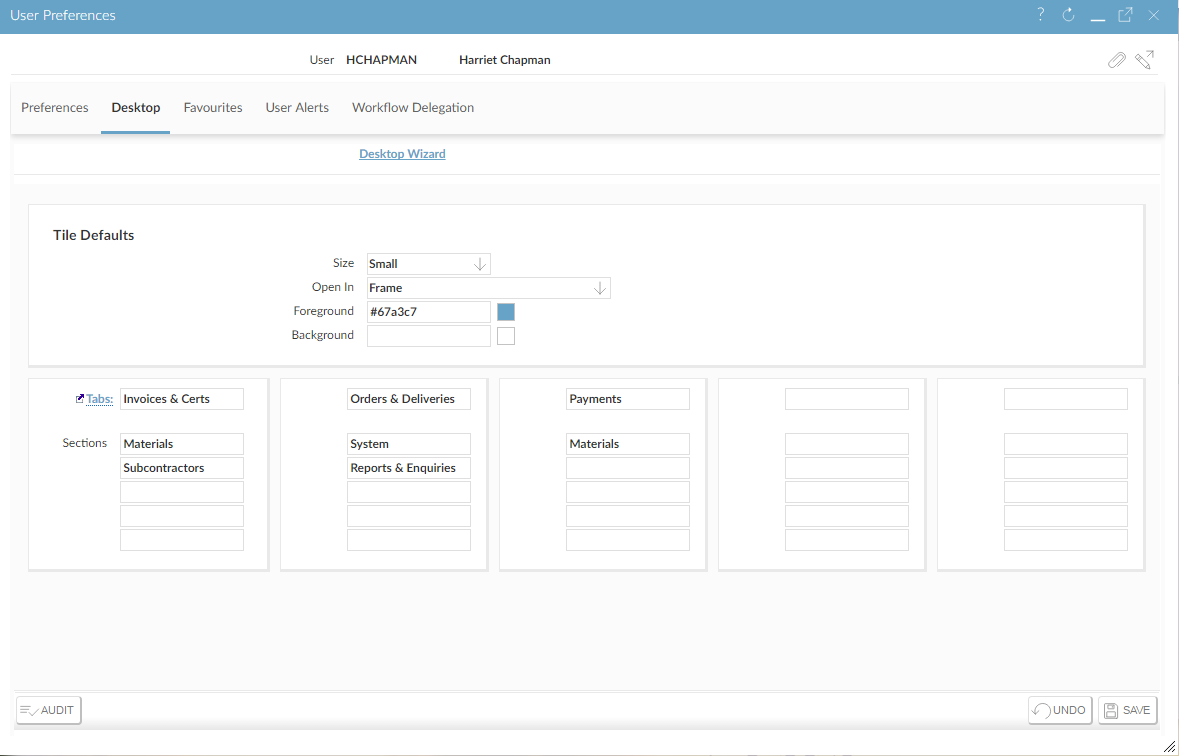 User Preferences ?
User HCHAPMAN Harriet Chapman
Preferences Desktop Favourites User Alerts Workflow Delegation
Desktop Wizard
Tile Defaults
Size Small
Open In Frame
Foreground #67a3c7
Background
Tabs: Invoices & Certs Orders & Deliveries Payments
Sections Materials System Materials
Subcontractors Reports & Enquiries
AUDIT UNDO SAVE